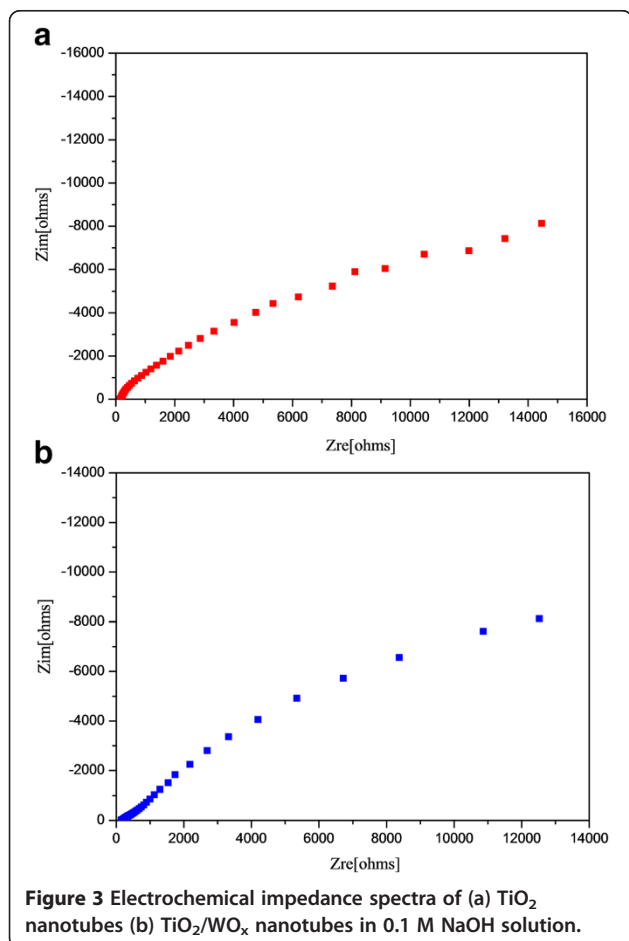 a
-16000
-14000
-12000
-10000
-8000
-6000
-4000
-2000
0
Zim[ohms]
0 2000 4000 6000 8000 10000 12000 14000 16000
Zre[ohms]
b
-14000
-12000
-10000
-8000
-6000
-4000
-2000
0
Zim[ohms]
0 2000 4000 6000 8000 10000 12000 14000
Zre[ohms]
Figure 3 Electrochemical impedance spectra of (a) TiO₂
nanotubes (b) TiO₂/WOₓ nanotubes in 0.1 M NaOH solution.